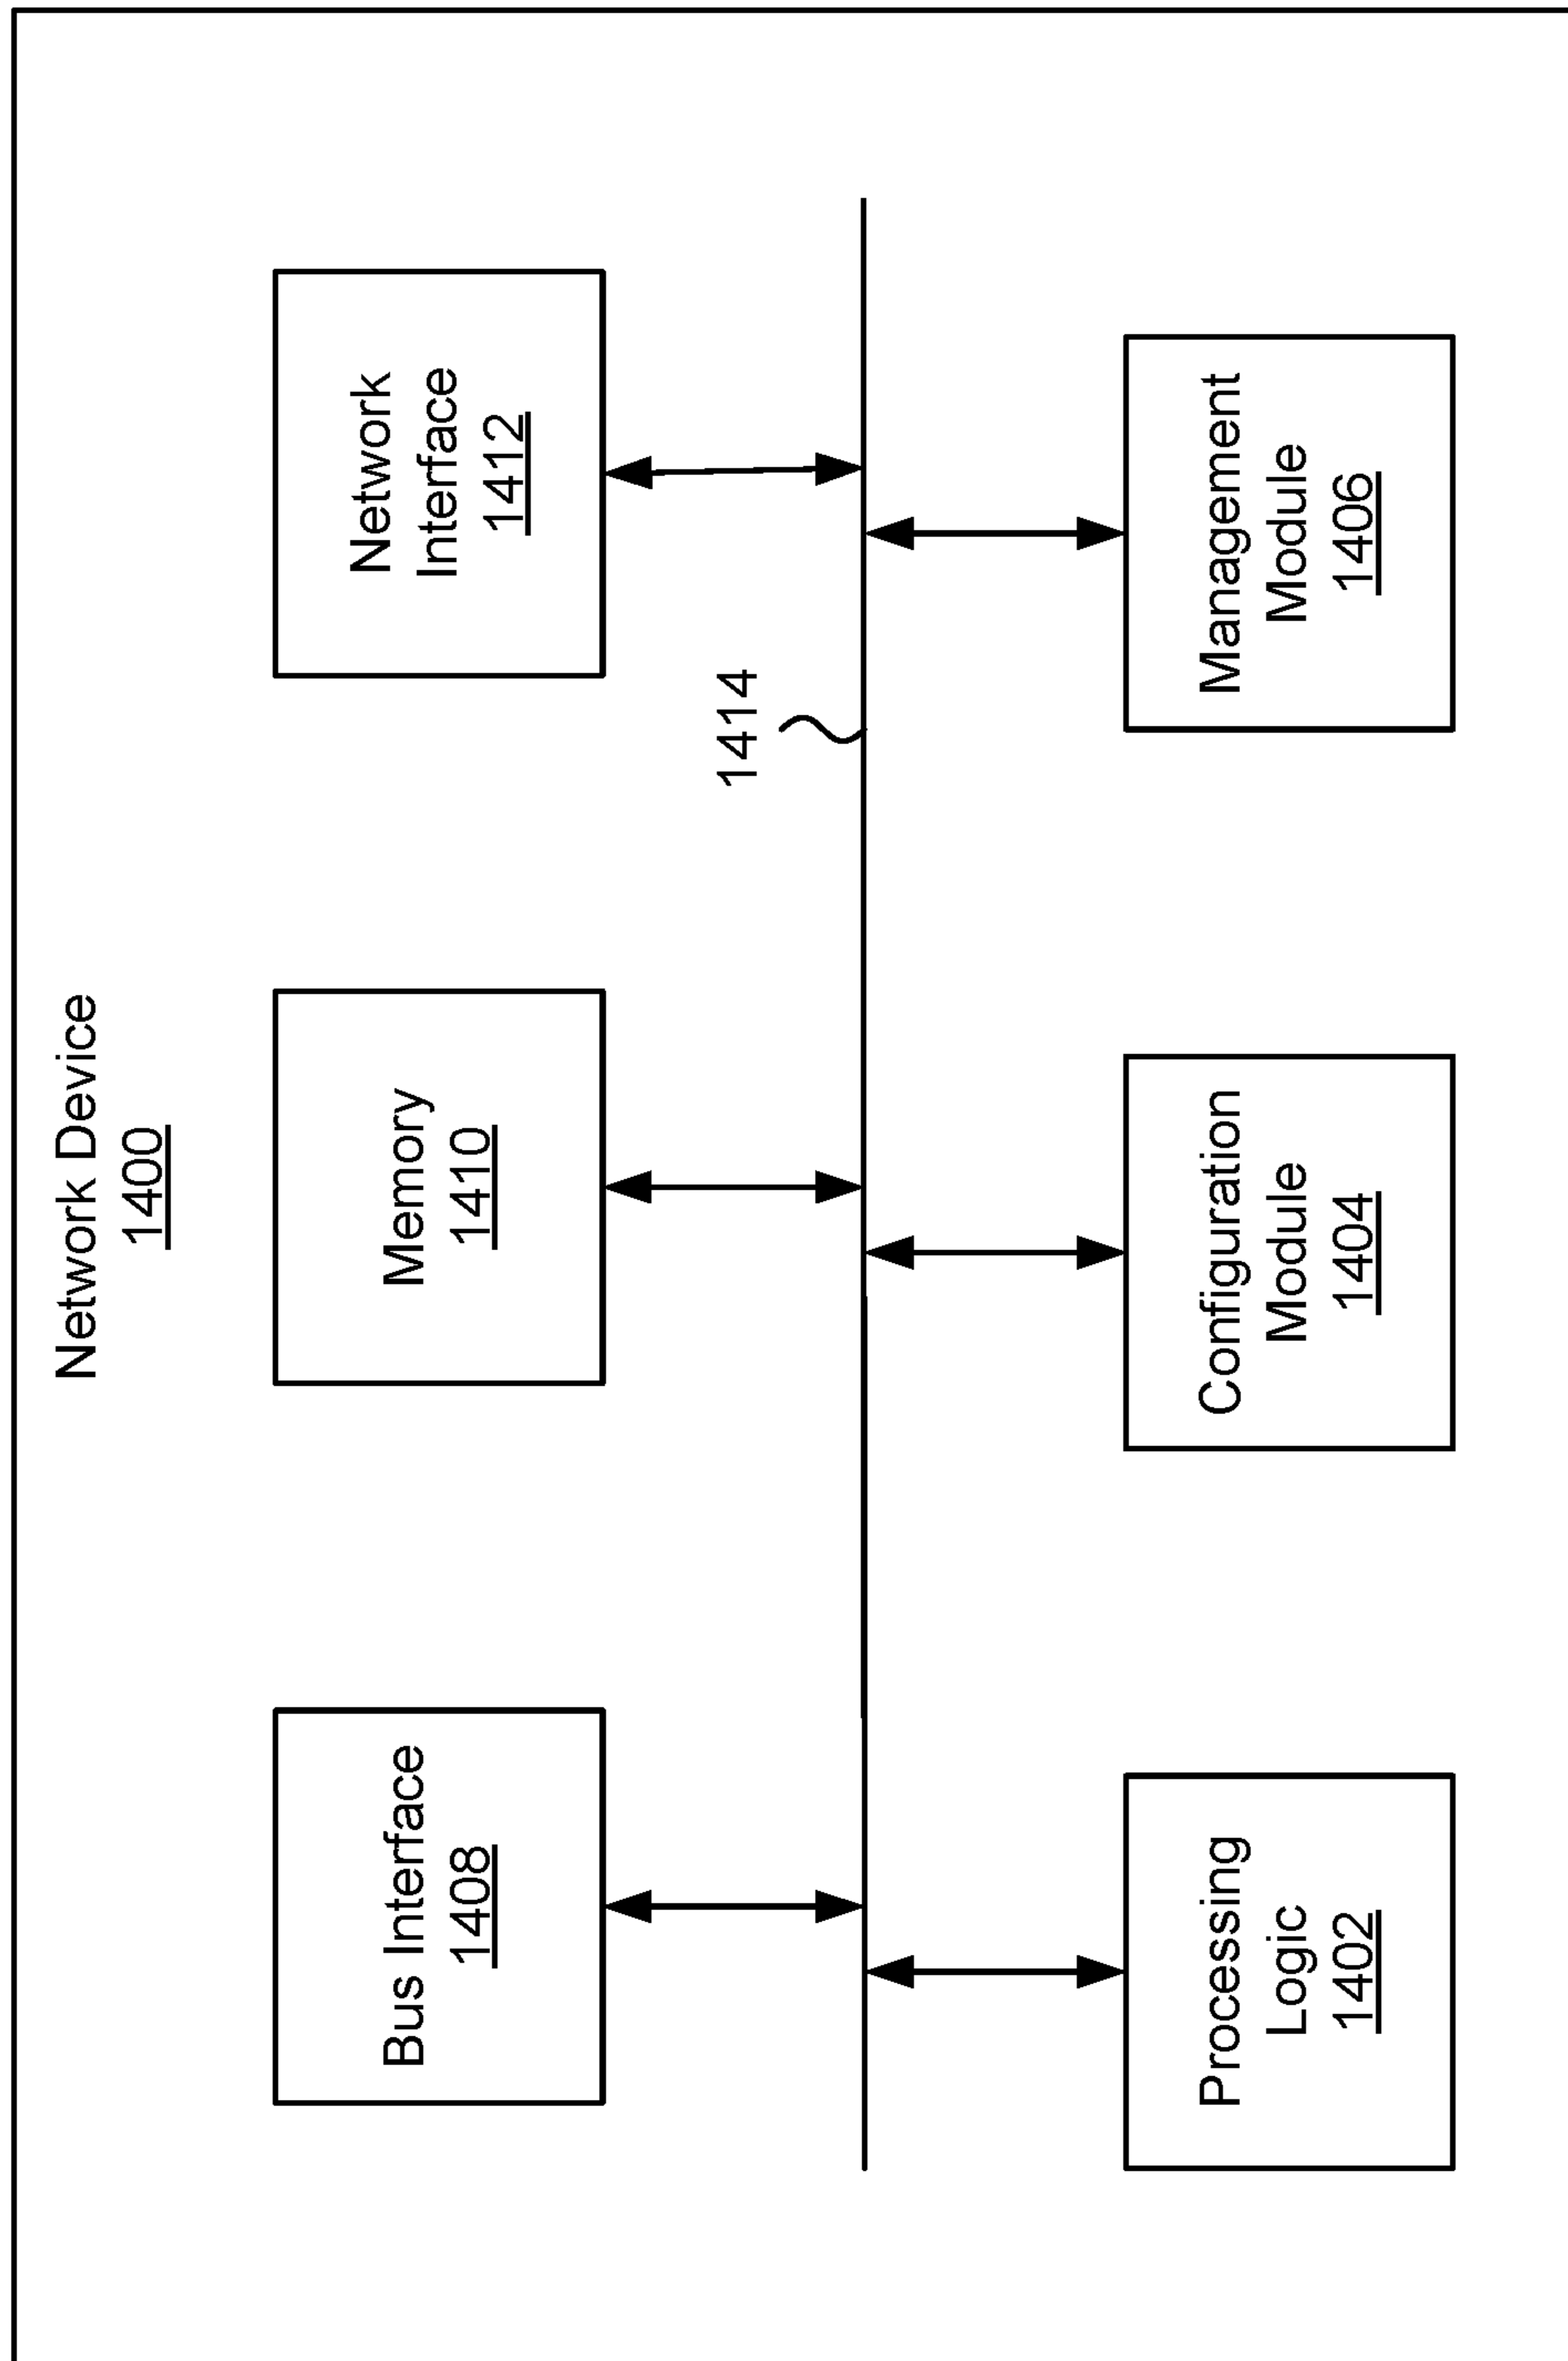 Network Device
1400
Bus Interface
1408
Memory
1410
Network
Interface
1412
1414
Processing
Logic
1402
Configuration
Module
1404
Management
Module
1406